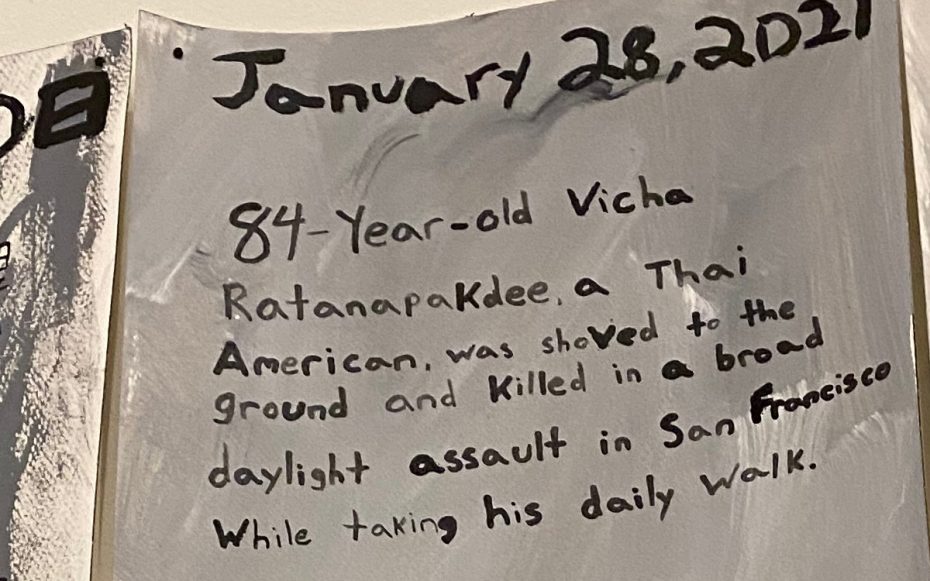 January 28, 2021
84-Year-old Vicha
Ratanapakdee, a Thai
American, was shoved to the
ground and killed in a broad
daylight assault in San Francisco
While taking his daily walk.